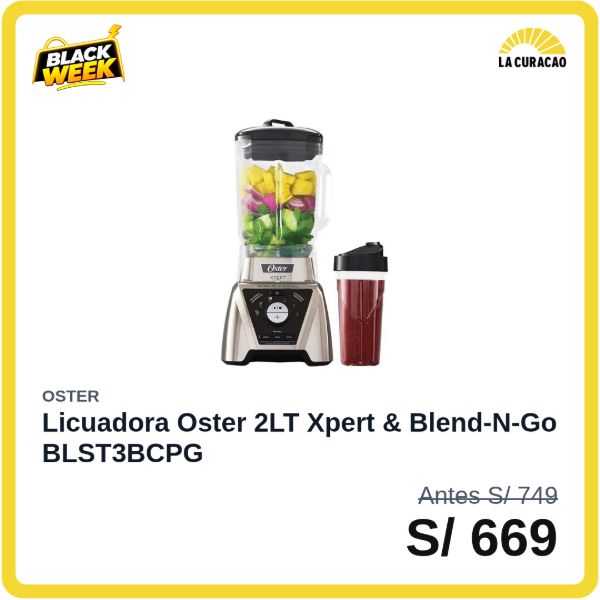 BLACK
WEEK
LA CURACAO
Oster
XPERT
OSTER
Licuadora Oster 2LT Xpert & Blend-N-Go
BLST3BCPG
Antes S/ 749
S/ 669